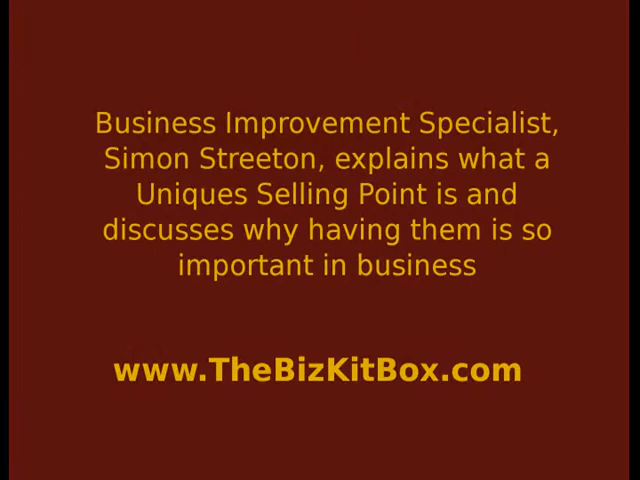 Business Improvement Specialist,
Simon Streeton, explains what a
Uniques Selling Point is and
discusses why having them is so
important in business
www.TheBizKitBox.com